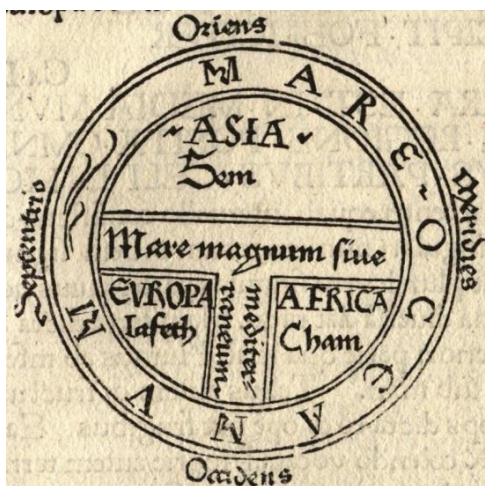 Oriens
MARE OCEANVM
ASIA
Sem
Septentrio
Meridies
Mare magnum ſiue
mediter=
raneum
EVROPA
Iafeth
AFRICA
Cham
Occidens